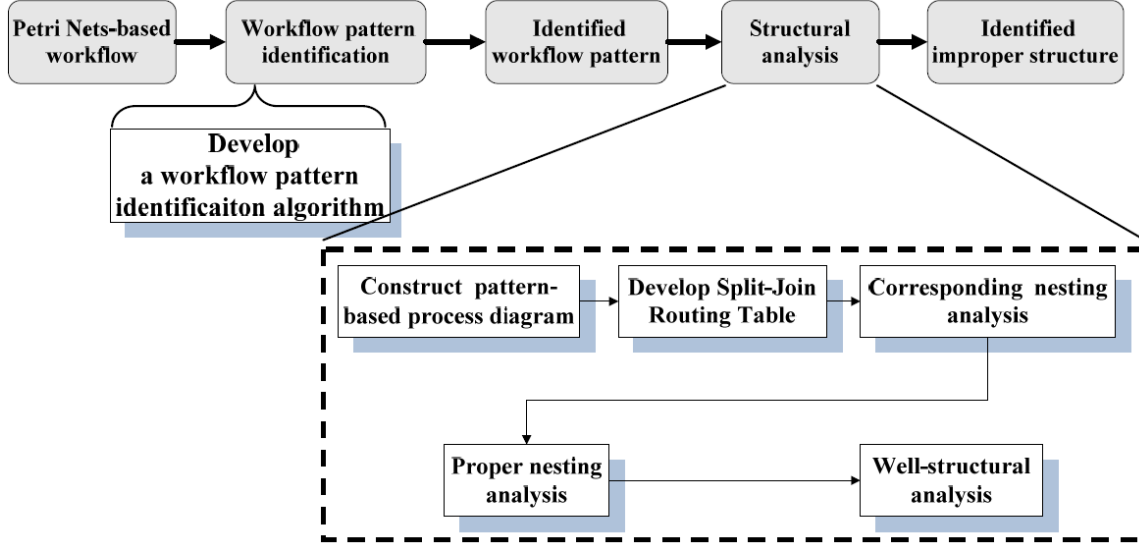 Petri Nets-based
workflow
Workflow pattern
identification
Identified
workflow pattern
Structural
analysis
Identified
improper structure
Develop
a workflow pattern
identificaiton algorithm
Construct pattern-
based process diagram
Develop Split-Join
Routing Table
Corresponding nesting
analysis
Proper nesting
analysis
Well-structural
analysis